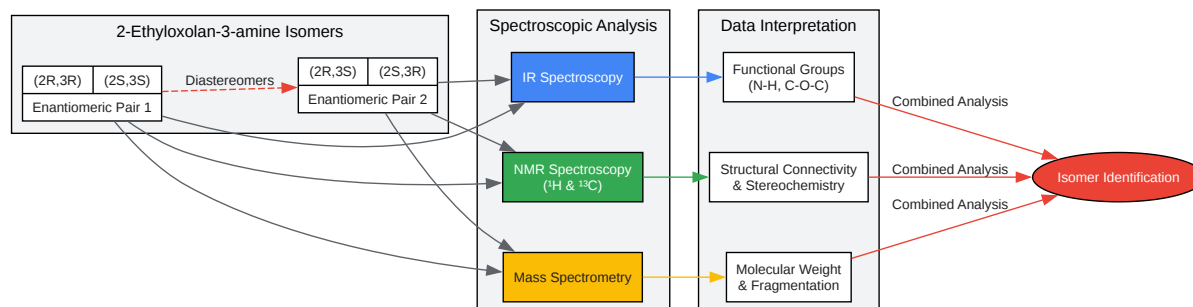 2-Ethyloxolan-3-amine Isomers
(2R,3R)
(2S,3S)
Enantiomeric Pair 1
Diastereomers
(2R,3S)
(2S,3R)
Enantiomeric Pair 2
Spectroscopic Analysis
IR Spectroscopy
NMR Spectroscopy
(¹H & ¹³C)
Mass Spectrometry
Data Interpretation
Functional Groups
(N-H, C-O-C)
Structural Connectivity
& Stereochemistry
Molecular Weight
& Fragmentation
Combined Analysis
Combined Analysis
Combined Analysis
Isomer Identification